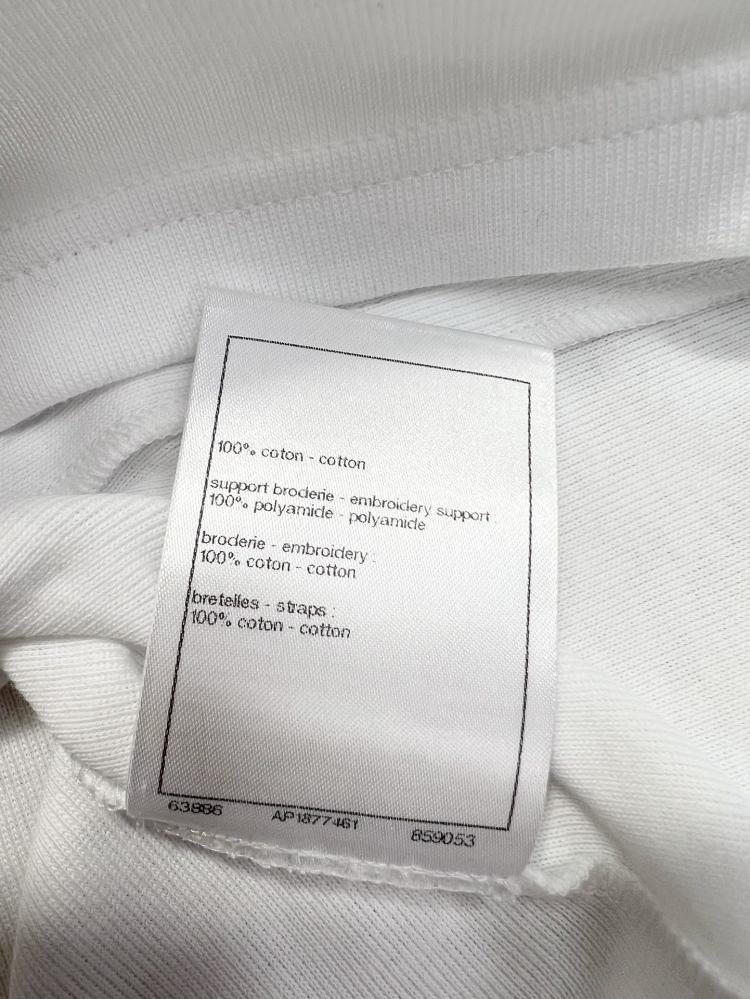 100% coton - cotton
support broderie - embroidery support :
100% polyamide - polyamide
broderie - embroidery :
100% coton - cotton
bretelles - straps :
100% coton - cotton
63886 AP1877461 859053